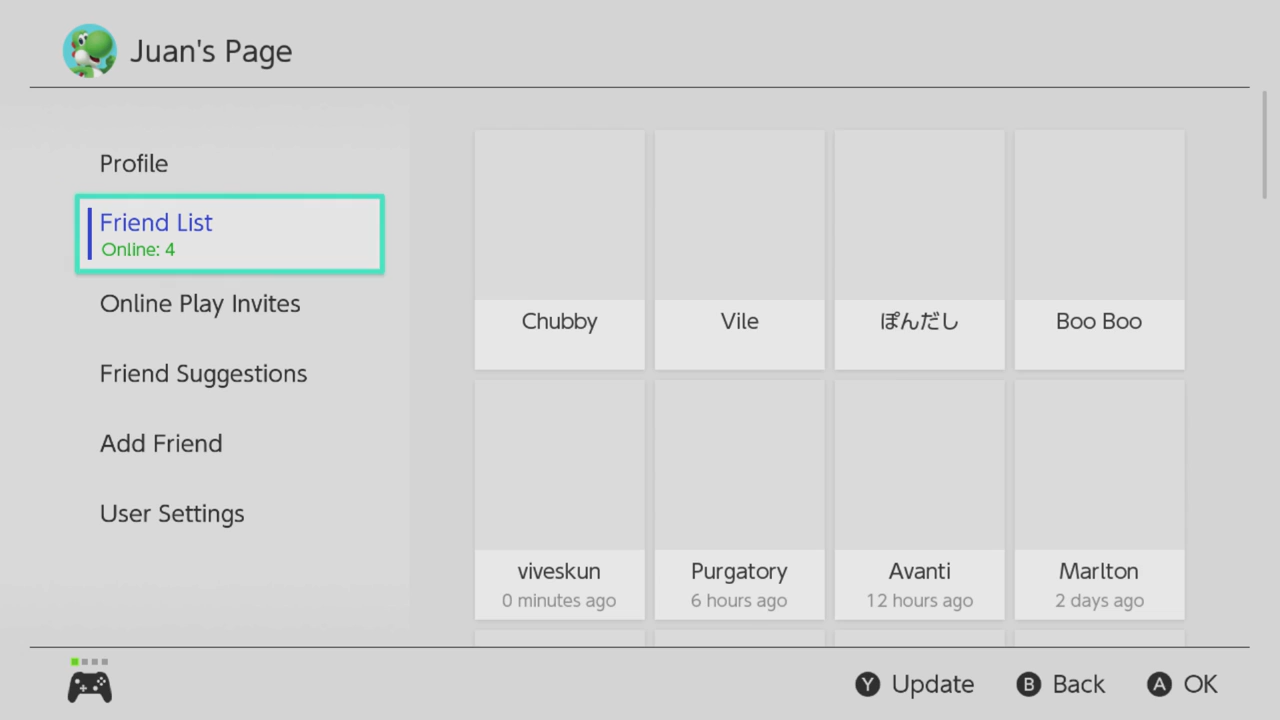 Juan's Page
Profile
Friend List
Online: 4
Online Play Invites
Friend Suggestions
Add Friend
User Settings
Chubby
Vile
ぽんだし
Boo Boo
viveskun
0 minutes ago
Purgatory
6 hours ago
Avanti
12 hours ago
Marlton
2 days ago
Y Update
B Back
A OK